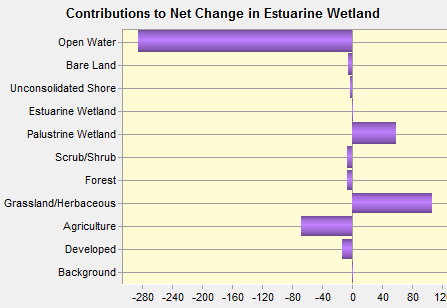 Contributions to Net Change in Estuarine Wetland
Open Water
Bare Land
Unconsolidated Shore
Estuarine Wetland
Palustrine Wetland
Scrub/Shrub
Forest
Grassland/Herbaceous
Agriculture
Developed
Background
-280 -240 -200 -160 -120 -80 -40 0 40 80